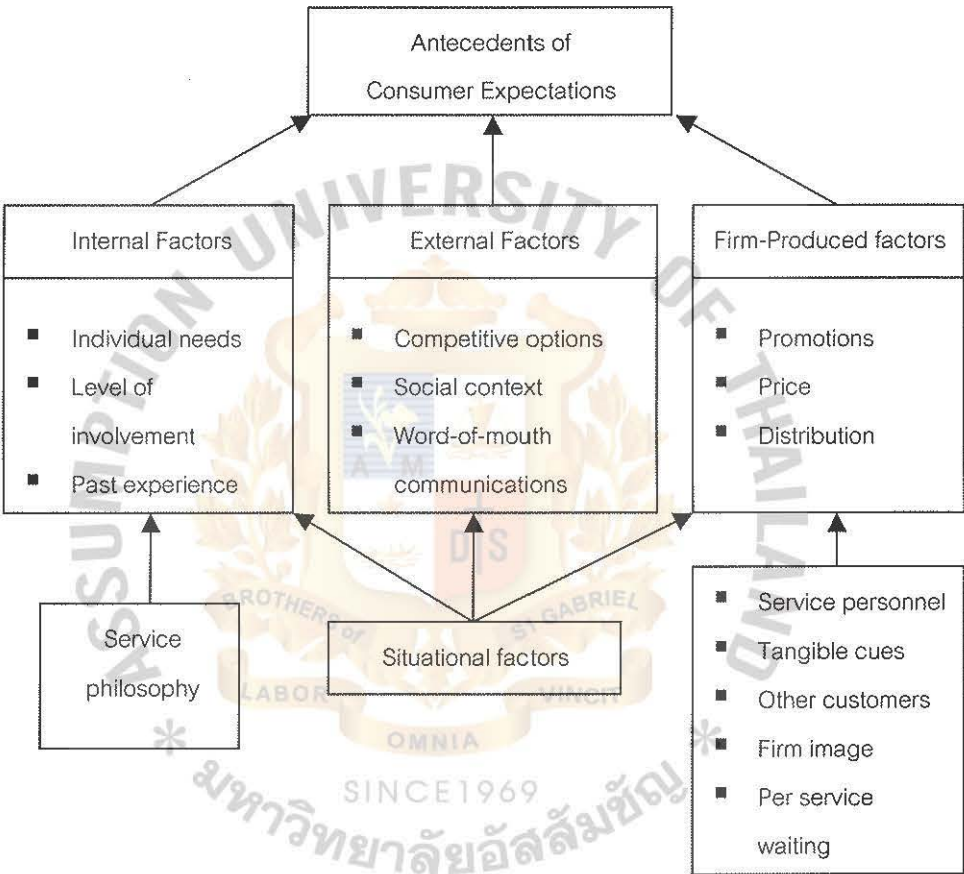 Antecedents of
Consumer Expectations
Internal Factors
■ Individual needs
■ Level of
involvement
■ Past experience
External Factors
■ Competitive options
■ Social context
■ Word-of-mouth
communications
Firm-Produced factors
■ Promotions
■ Price
■ Distribution
Service
philosophy
Situational factors
■ Service personnel
■ Tangible cues
■ Other customers
■ Firm image
■ Per service
waiting
ASSUMPTION UNIVERSITY OF THAILAND
A M
D S
BROTHERS of ST GABRIEL
LABOR OMNIA VINCIT
SINCE1969
* มหาวิทยาลัยอัสสัมชัญ *